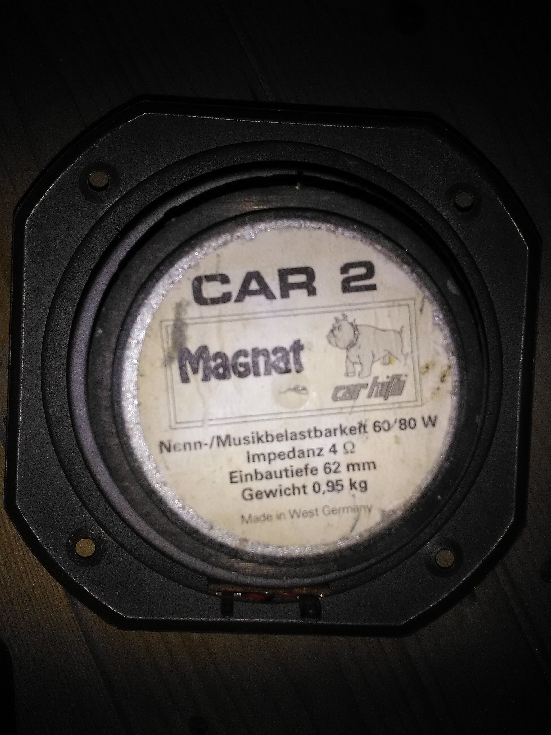 CAR 2
Magnat
car hifi
Nenn-/Musikbelastbarkeit 60/80 W
Impedanz 4 Ω
Einbautiefe 62 mm
Gewicht 0,95 kg
Made in West Germany